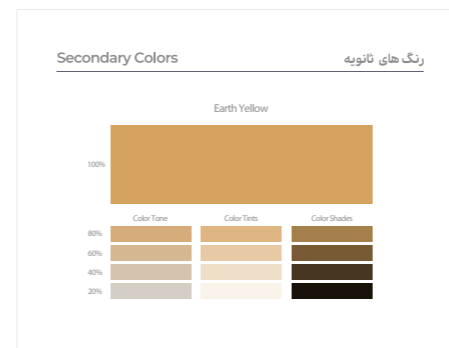 Secondary Colors رنگ های ثانویه
Earth Yellow
100%
Color Tone Color Tints Color Shades
80%
60%
40%
20%